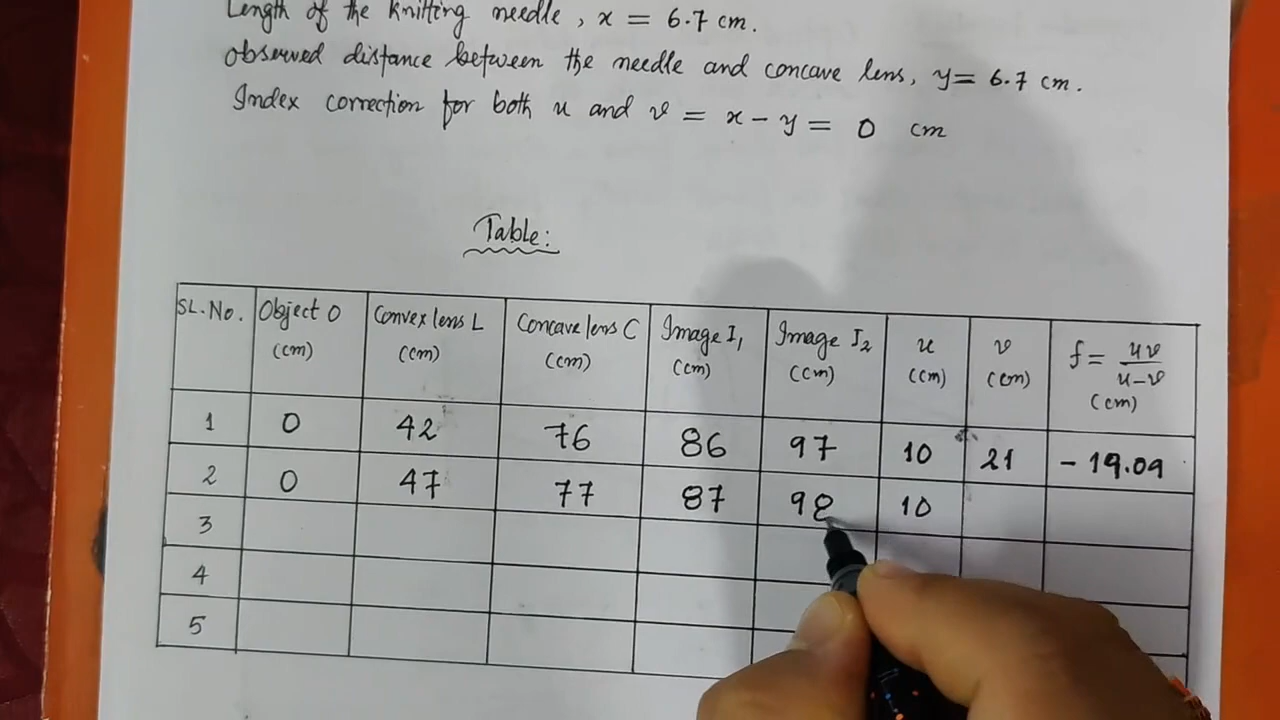 Length of the knitting needle, x = 6.7 cm.
Observed distance between the needle and concave lens, y = 6.7 cm.
Index correction for both u and v = x - y = 0 cm
Table:
SL. No. Object O (cm) Convex lens L (cm) Concave lens C (cm) Image I₁ (cm) Image I₂ (cm) u (cm) v (cm) f = uv/u-v (cm)
1 0 42 76 86 97 10 21 - 19.09
2 0 47 77 87 98 10
3
4
5